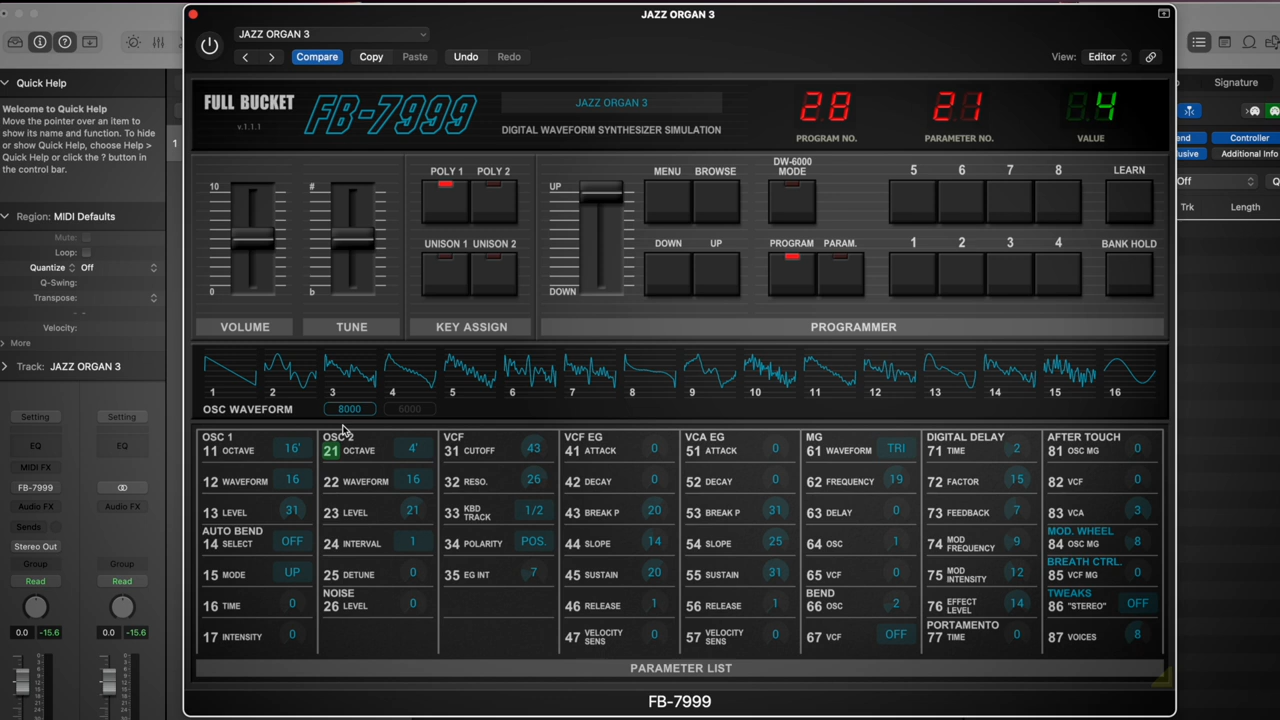 JAZZ ORGAN 3
JAZZ ORGAN 3
Compare
Copy
Paste
Undo
Redo
View:
Editor
Quick Help
Welcome to Quick Help
Move the pointer over an item to
show its name and function. To hide
or show Quick Help, choose Help >
Quick Help or click the ? button in
the control bar.
1
Region: MIDI Defaults
Mute:
Loop:
Quantize
Off
Q-Swing:
Transpose:
Velocity:
More
Track: JAZZ ORGAN 3
Setting
Setting
EQ
EQ
MIDI FX
FB-7999
Audio FX
Audio FX
Sends
Stereo Out
Group
Group
Read
Read
0.0
-15.6
0.0
-15.6
FULL BUCKET
v.1.1.1
FB-7999
JAZZ ORGAN 3
DIGITAL WAVEFORM SYNTHESIZER SIMULATION
28
PROGRAM NO.
21
PARAMETER NO.
4
VALUE
10
0
VOLUME
#
b
TUNE
POLY 1
POLY 2
UNISON 1
UNISON 2
KEY ASSIGN
UP
DOWN
MENU
BROWSE
DOWN
UP
DW-6000
MODE
PROGRAM
PARAM.
5
6
7
8
1
2
3
4
LEARN
BANK HOLD
PROGRAMMER
1
2
3
4
5
6
7
8
9
10
11
12
13
14
15
16
OSC WAVEFORM
8000
6000
OSC 1
11 OCTAVE 16'
12 WAVEFORM 16
13 LEVEL 31
AUTO BEND
14 SELECT OFF
15 MODE UP
16 TIME 0
17 INTENSITY 0
OSC 2
21 OCTAVE 4'
22 WAVEFORM 16
23 LEVEL 21
24 INTERVAL 1
25 DETUNE 0
NOISE
26 LEVEL 0
VCF
31 CUTOFF 43
32 RESO. 26
33 KBD
TRACK 1/2
34 POLARITY POS.
35 EG INT 7
VCF EG
41 ATTACK 0
42 DECAY 0
43 BREAK P 20
44 SLOPE 14
45 SUSTAIN 20
46 RELEASE 1
47 VELOCITY
SENS 0
VCA EG
51 ATTACK 0
52 DECAY 0
53 BREAK P 31
54 SLOPE 25
55 SUSTAIN 31
56 RELEASE 1
57 VELOCITY
SENS 0
MG
61 WAVEFORM TRI
62 FREQUENCY 19
63 DELAY 0
64 OSC 1
65 VCF 0
BEND
66 OSC 2
67 VCF OFF
DIGITAL DELAY
71 TIME 2
72 FACTOR 15
73 FEEDBACK 7
74 MOD
FREQUENCY 9
75 MOD
INTENSITY 12
76 EFFECT
LEVEL 14
PORTAMENTO
77 TIME 0
AFTER TOUCH
81 OSC MG 0
82 VCF 0
83 VCA 3
MOD. WHEEL
84 OSC MG 8
BREATH CTRL.
85 VCF MG 0
TWEAKS
86 "STEREO" OFF
87 VOICES 8
PARAMETER LIST
FB-7999
Signature
Controller
Additional Info
Off
Trk
Length